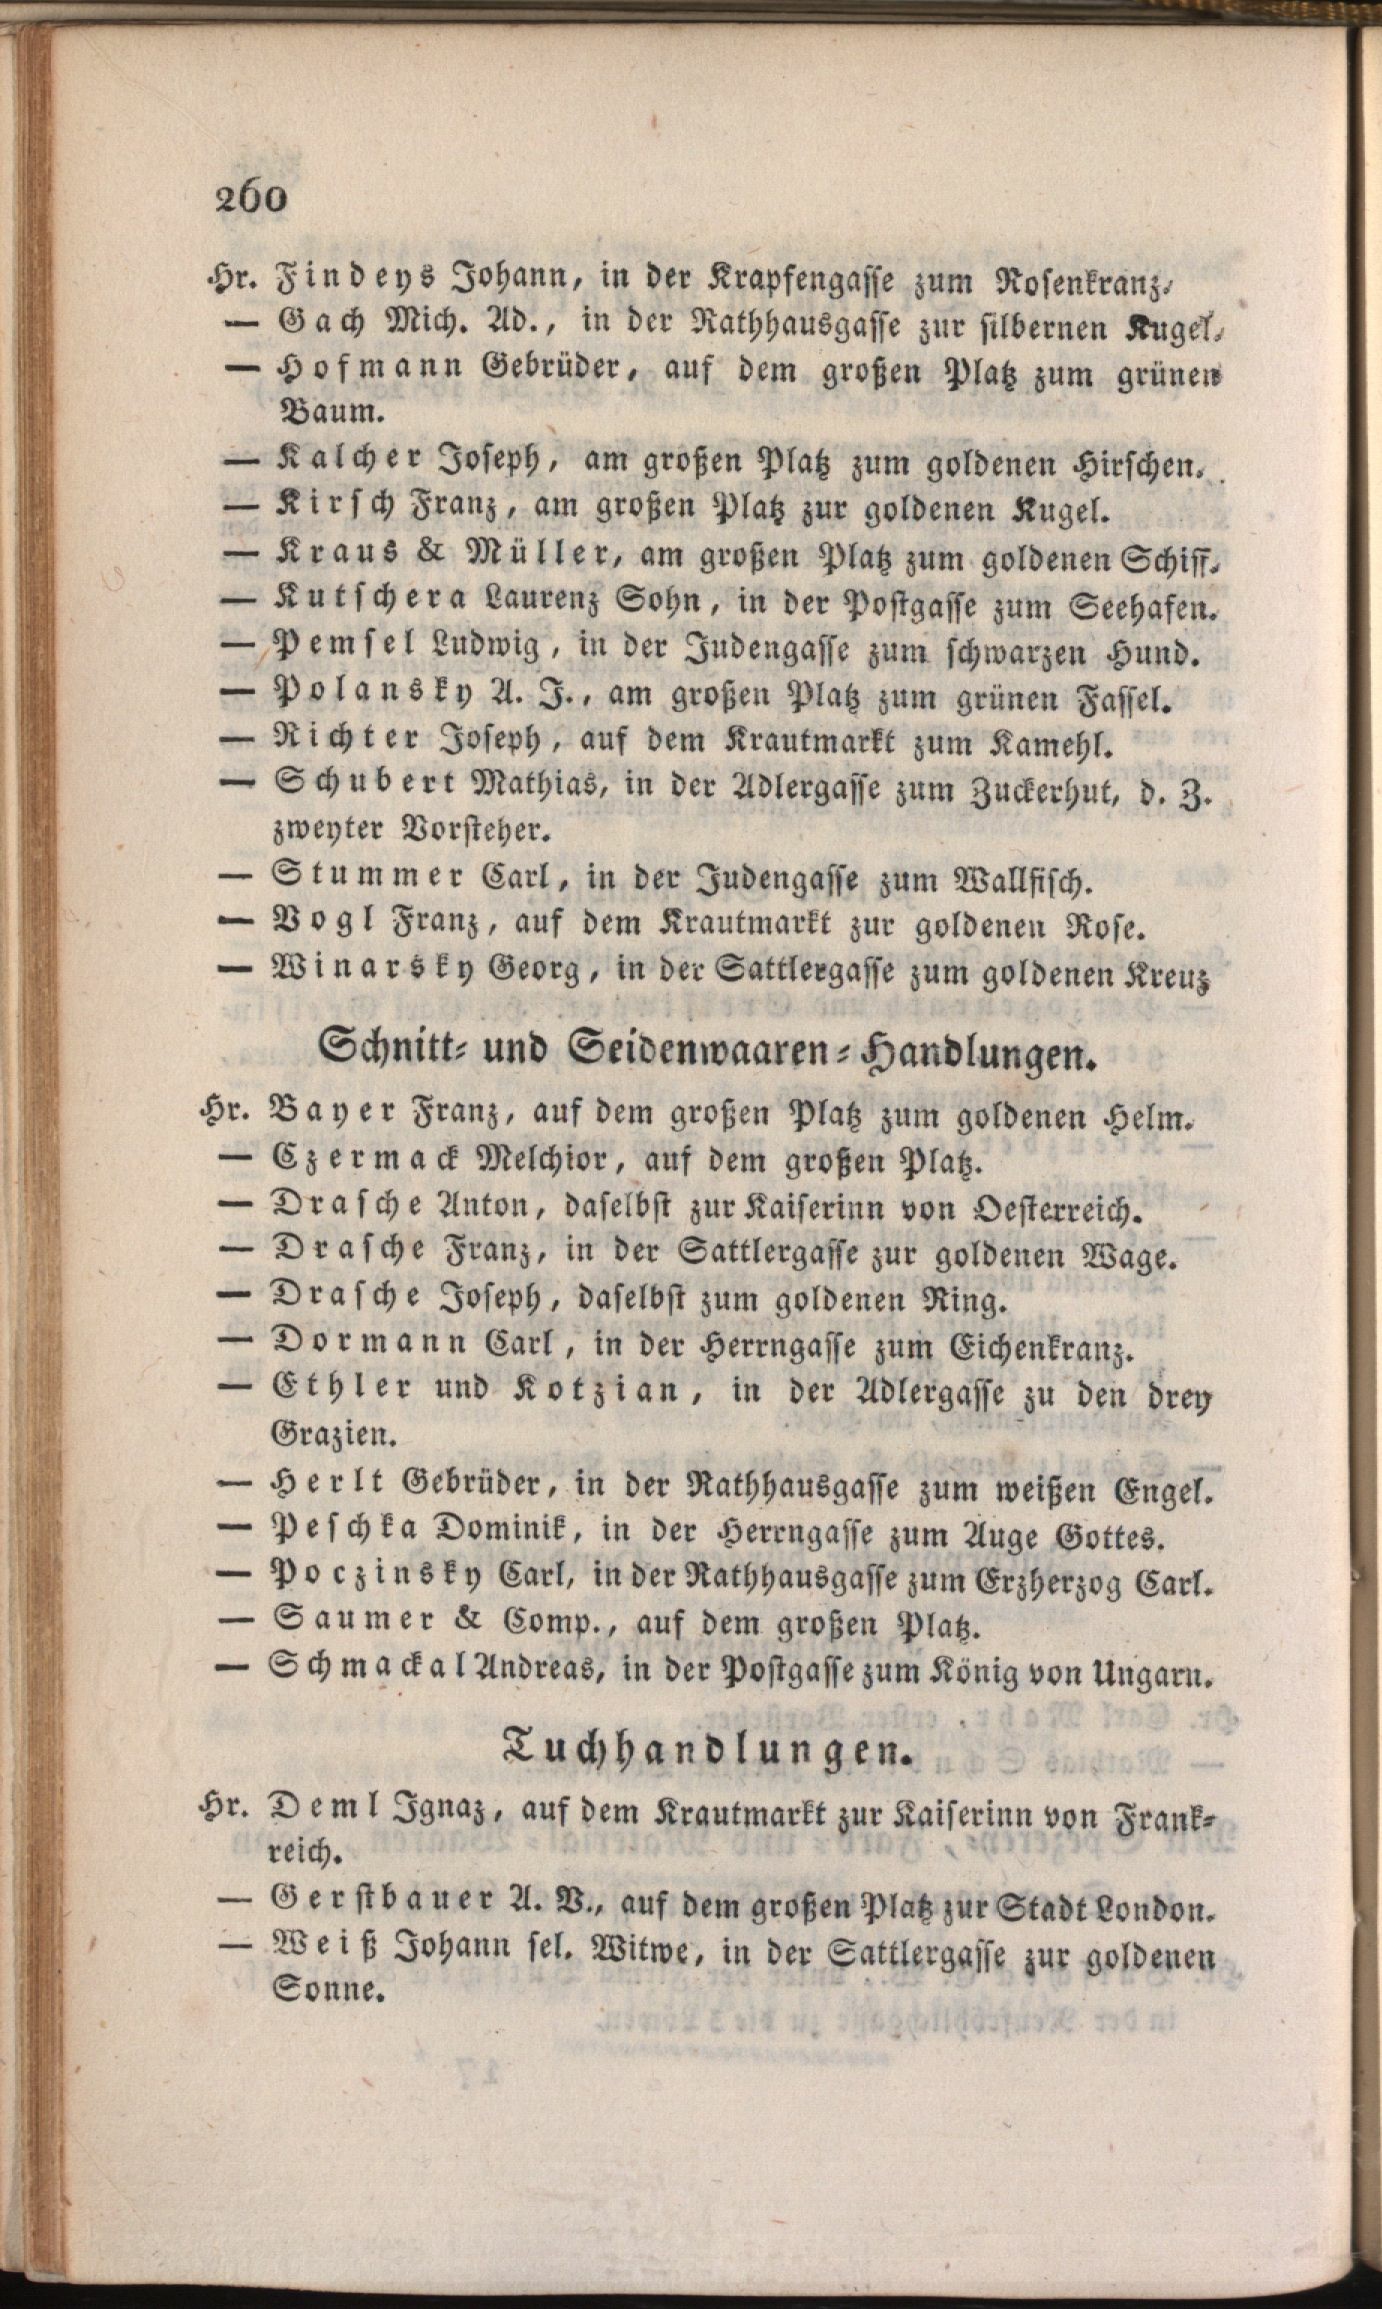 260
Hr. Findeys Johann, in der Krapfengasse zum Rosenkranz.
— Gach Mich. Ad., in der Rathhausgasse zur silbernen Kugel.
— Hofmann Gebrüder, auf dem großen Platz zum grünen
Baum.
— Kalcher Joseph, am großen Platz zum goldenen Hirschen.
— Kirsch Franz, am großen Platz zur goldenen Kugel.
— Kraus & Müller, am großen Platz zum goldenen Schiff.
— Kutschera Laurenz Sohn, in der Postgasse zum Seehafen.
— Pemsel Ludwig, in der Judengasse zum schwarzen Hund.
— Polansky A. J., am großen Platz zum grünen Fassel.
— Richter Joseph, auf dem Krautmarkt zum Kamehl.
— Schubert Mathias, in der Adlergasse zum Zuckerhut, d. Z.
zweyter Vorsteher.
— Stummer Carl, in der Judengasse zum Wallfisch.
— Vogl Franz, auf dem Krautmarkt zur goldenen Rose.
— Winarsky Georg, in der Sattlergasse zum goldenen Kreuz
Schnitt- und Seidenwaaren-Handlungen.
Hr. Bayer Franz, auf dem großen Platz zum goldenen Helm.
— Czermack Melchior, auf dem großen Platz.
— Drasche Anton, daselbst zur Kaiserinn von Oesterreich.
— Drasche Franz, in der Sattlergasse zur goldenen Wage.
— Drasche Joseph, daselbst zum goldenen Ring.
— Dormann Carl, in der Herrngasse zum Eichenkranz.
— Ethler und Kotzian, in der Adlergasse zu den drey
Grazien.
— Herlt Gebrüder, in der Rathhausgasse zum weißen Engel.
— Peschka Dominik, in der Herrngasse zum Auge Gottes.
— Poczinsky Carl, in der Rathhausgasse zum Erzherzog Carl.
— Saumer & Comp., auf dem großen Platz.
— Schmackal Andreas, in der Postgasse zum König von Ungarn.
Tuchhandlungen.
Hr. Deml Ignaz, auf dem Krautmarkt zur Kaiserinn von Frank-
reich.
— Gerstbauer A. V., auf dem großen Platz zur Stadt London.
— Weiß Johann sel. Witwe, in der Sattlergasse zur goldenen
Sonne.